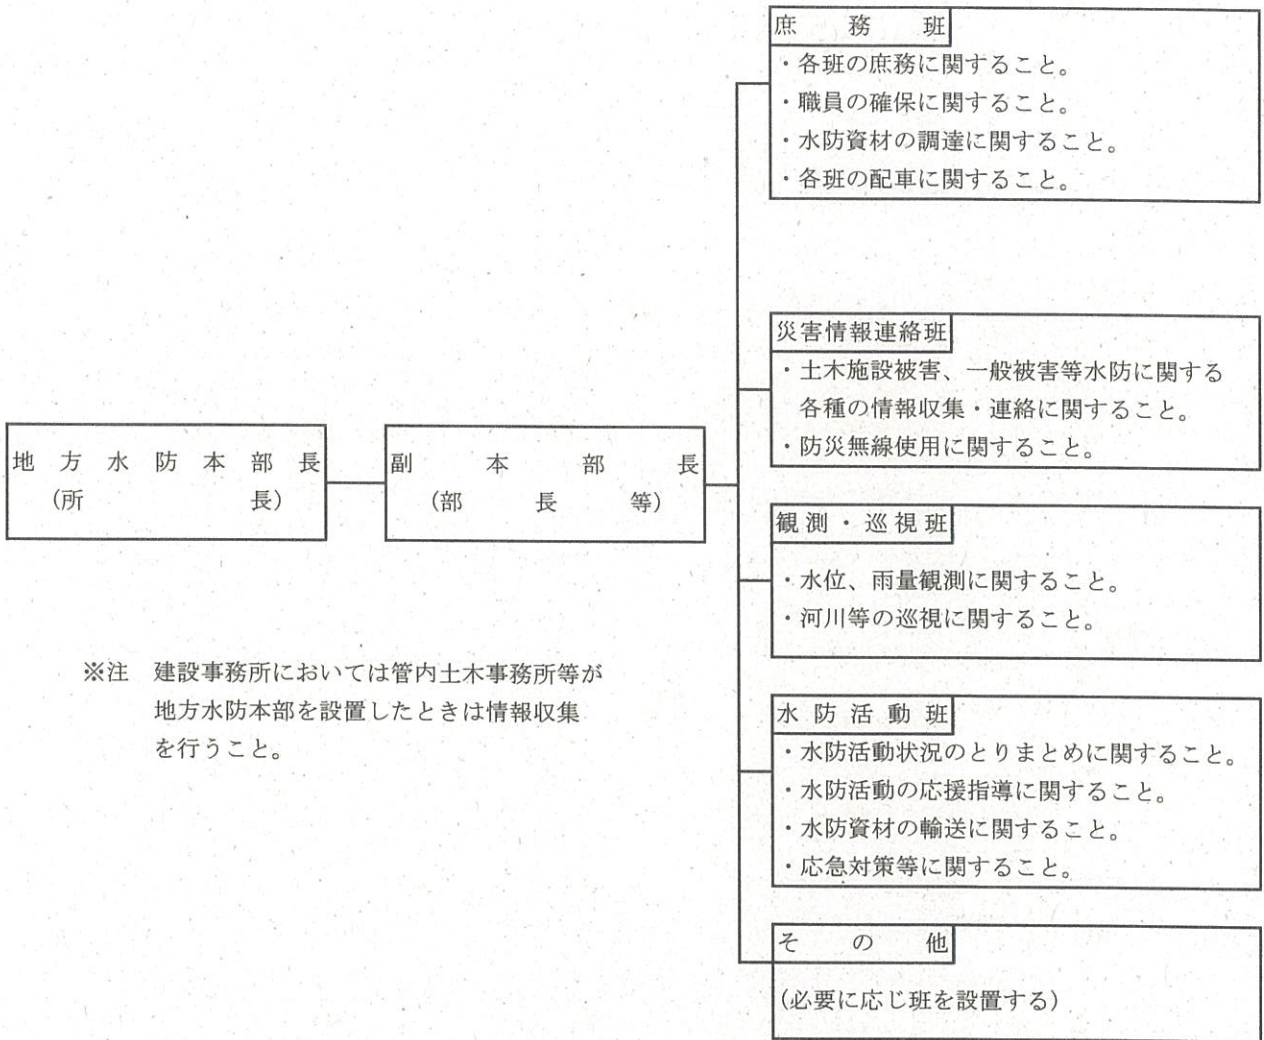 地方水防本部長
(所長)
副本部長
(部長等)
庶務班
・各班の庶務に関すること。
・職員の確保に関すること。
・水防資材の調達に関すること。
・各班の配車に関すること。
災害情報連絡班
・土木施設被害、一般被害等水防に関する
各種の情報収集・連絡に関すること。
・防災無線使用に関すること。
観測・巡視班
・水位、雨量観測に関すること。
・河川等の巡視に関すること。
水防活動班
・水防活動状況のとりまとめに関すること。
・水防活動の応援指導に関すること。
・水防資材の輸送に関すること。
・応急対策等に関すること。
その他
(必要に応じ班を設置する)
※注　建設事務所においては管内土木事務所等が
地方水防本部を設置したときは情報収集
を行うこと。